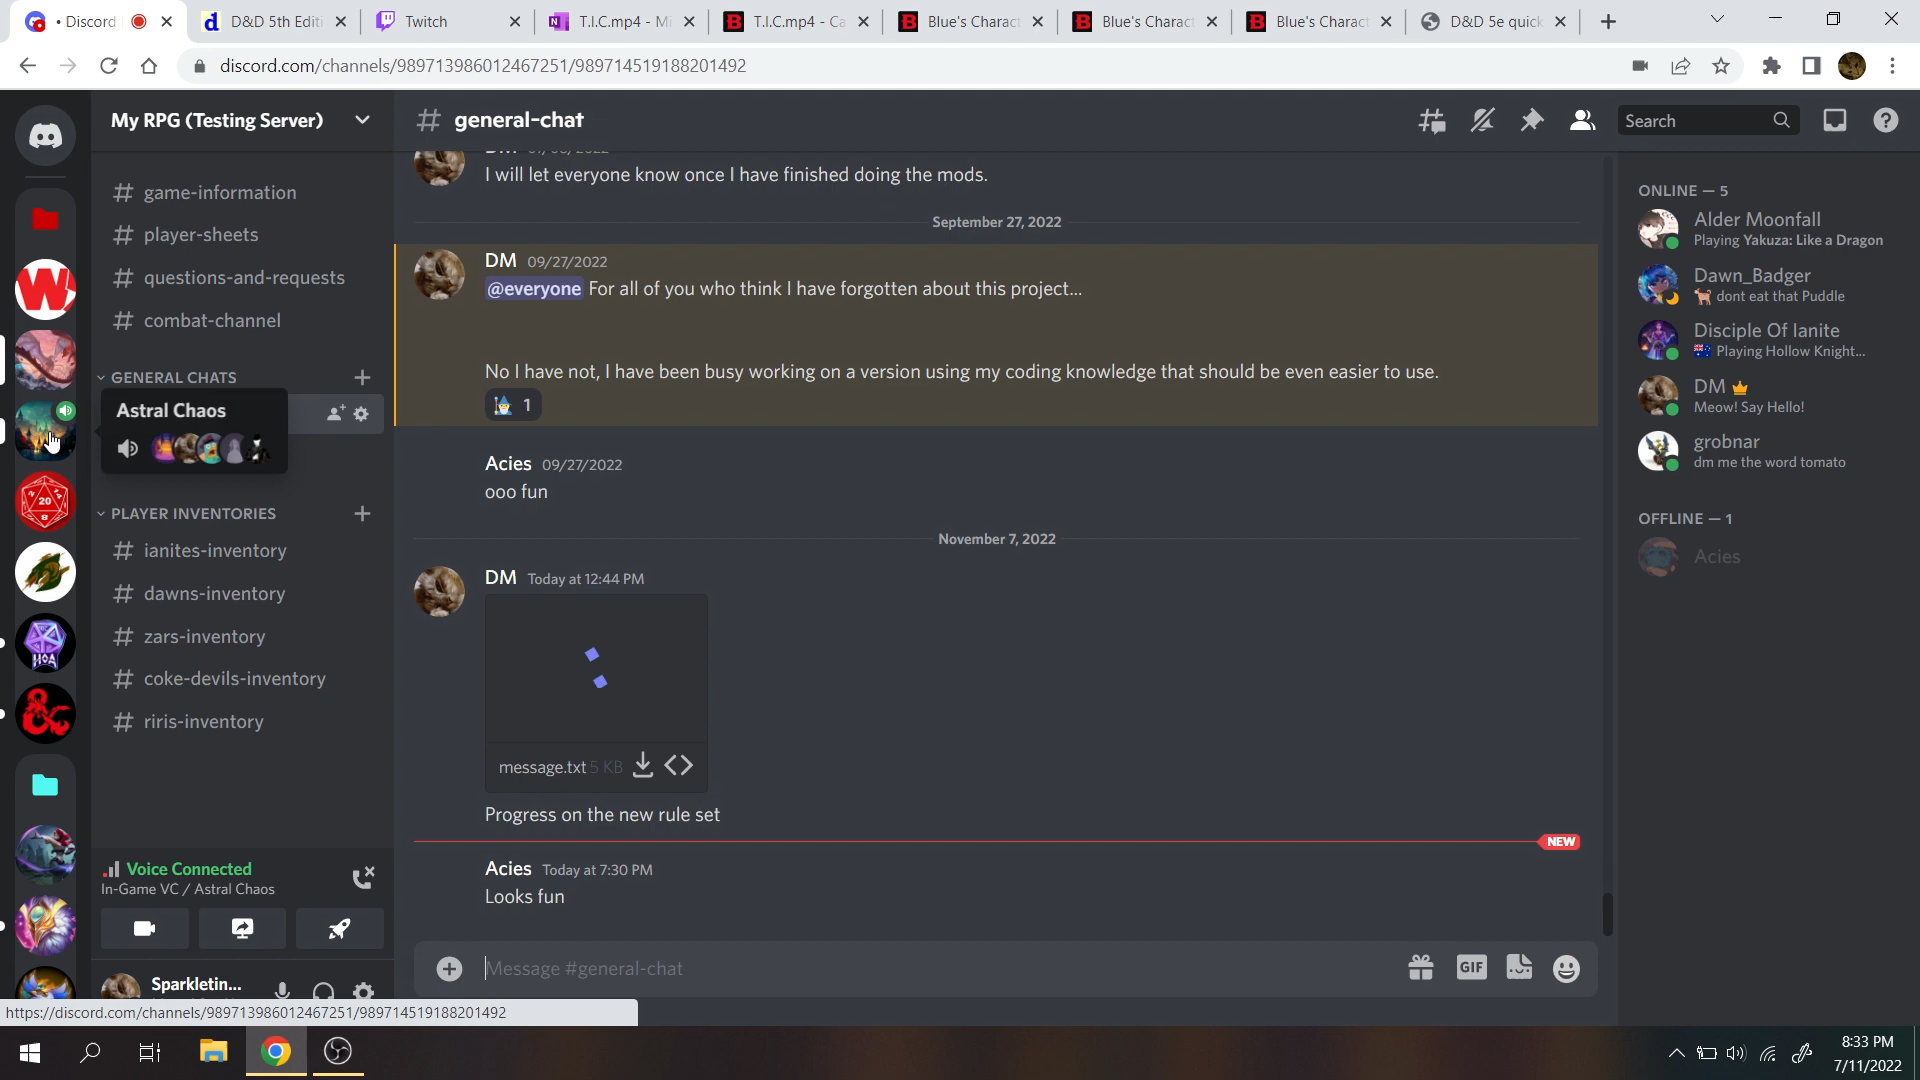 Discord
D&D 5th Editi
Twitch
T.I.C.mp4 - Mi
T.I.C.mp4 - Ca
Blue's Charact
Blue's Charact
Blue's Charact
D&D 5e quick
discord.com/channels/989713986012467251/989714519188201492
My RPG (Testing Server)
# general-chat
Search
game-information
player-sheets
questions-and-requests
combat-channel
GENERAL CHATS
Astral Chaos
PLAYER INVENTORIES
ianites-inventory
dawns-inventory
zars-inventory
coke-devils-inventory
riris-inventory
Voice Connected
In-Game VC / Astral Chaos
Sparkletin...
I will let everyone know once I have finished doing the mods.
September 27, 2022
DM 09/27/2022
@everyone For all of you who think I have forgotten about this project...
No I have not, I have been busy working on a version using my coding knowledge that should be even easier to use.
1
Acies 09/27/2022
ooo fun
November 7, 2022
DM Today at 12:44 PM
message.txt 5 KB
Progress on the new rule set
NEW
Acies Today at 7:30 PM
Looks fun
Message #general-chat
GIF
ONLINE — 5
Alder Moonfall
Playing Yakuza: Like a Dragon
Dawn_Badger
dont eat that Puddle
Disciple Of Ianite
Playing Hollow Knight...
DM
Meow! Say Hello!
grobnar
dm me the word tomato
OFFLINE — 1
Acies
https://discord.com/channels/989713986012467251/989714519188201492
8:33 PM
7/11/2022